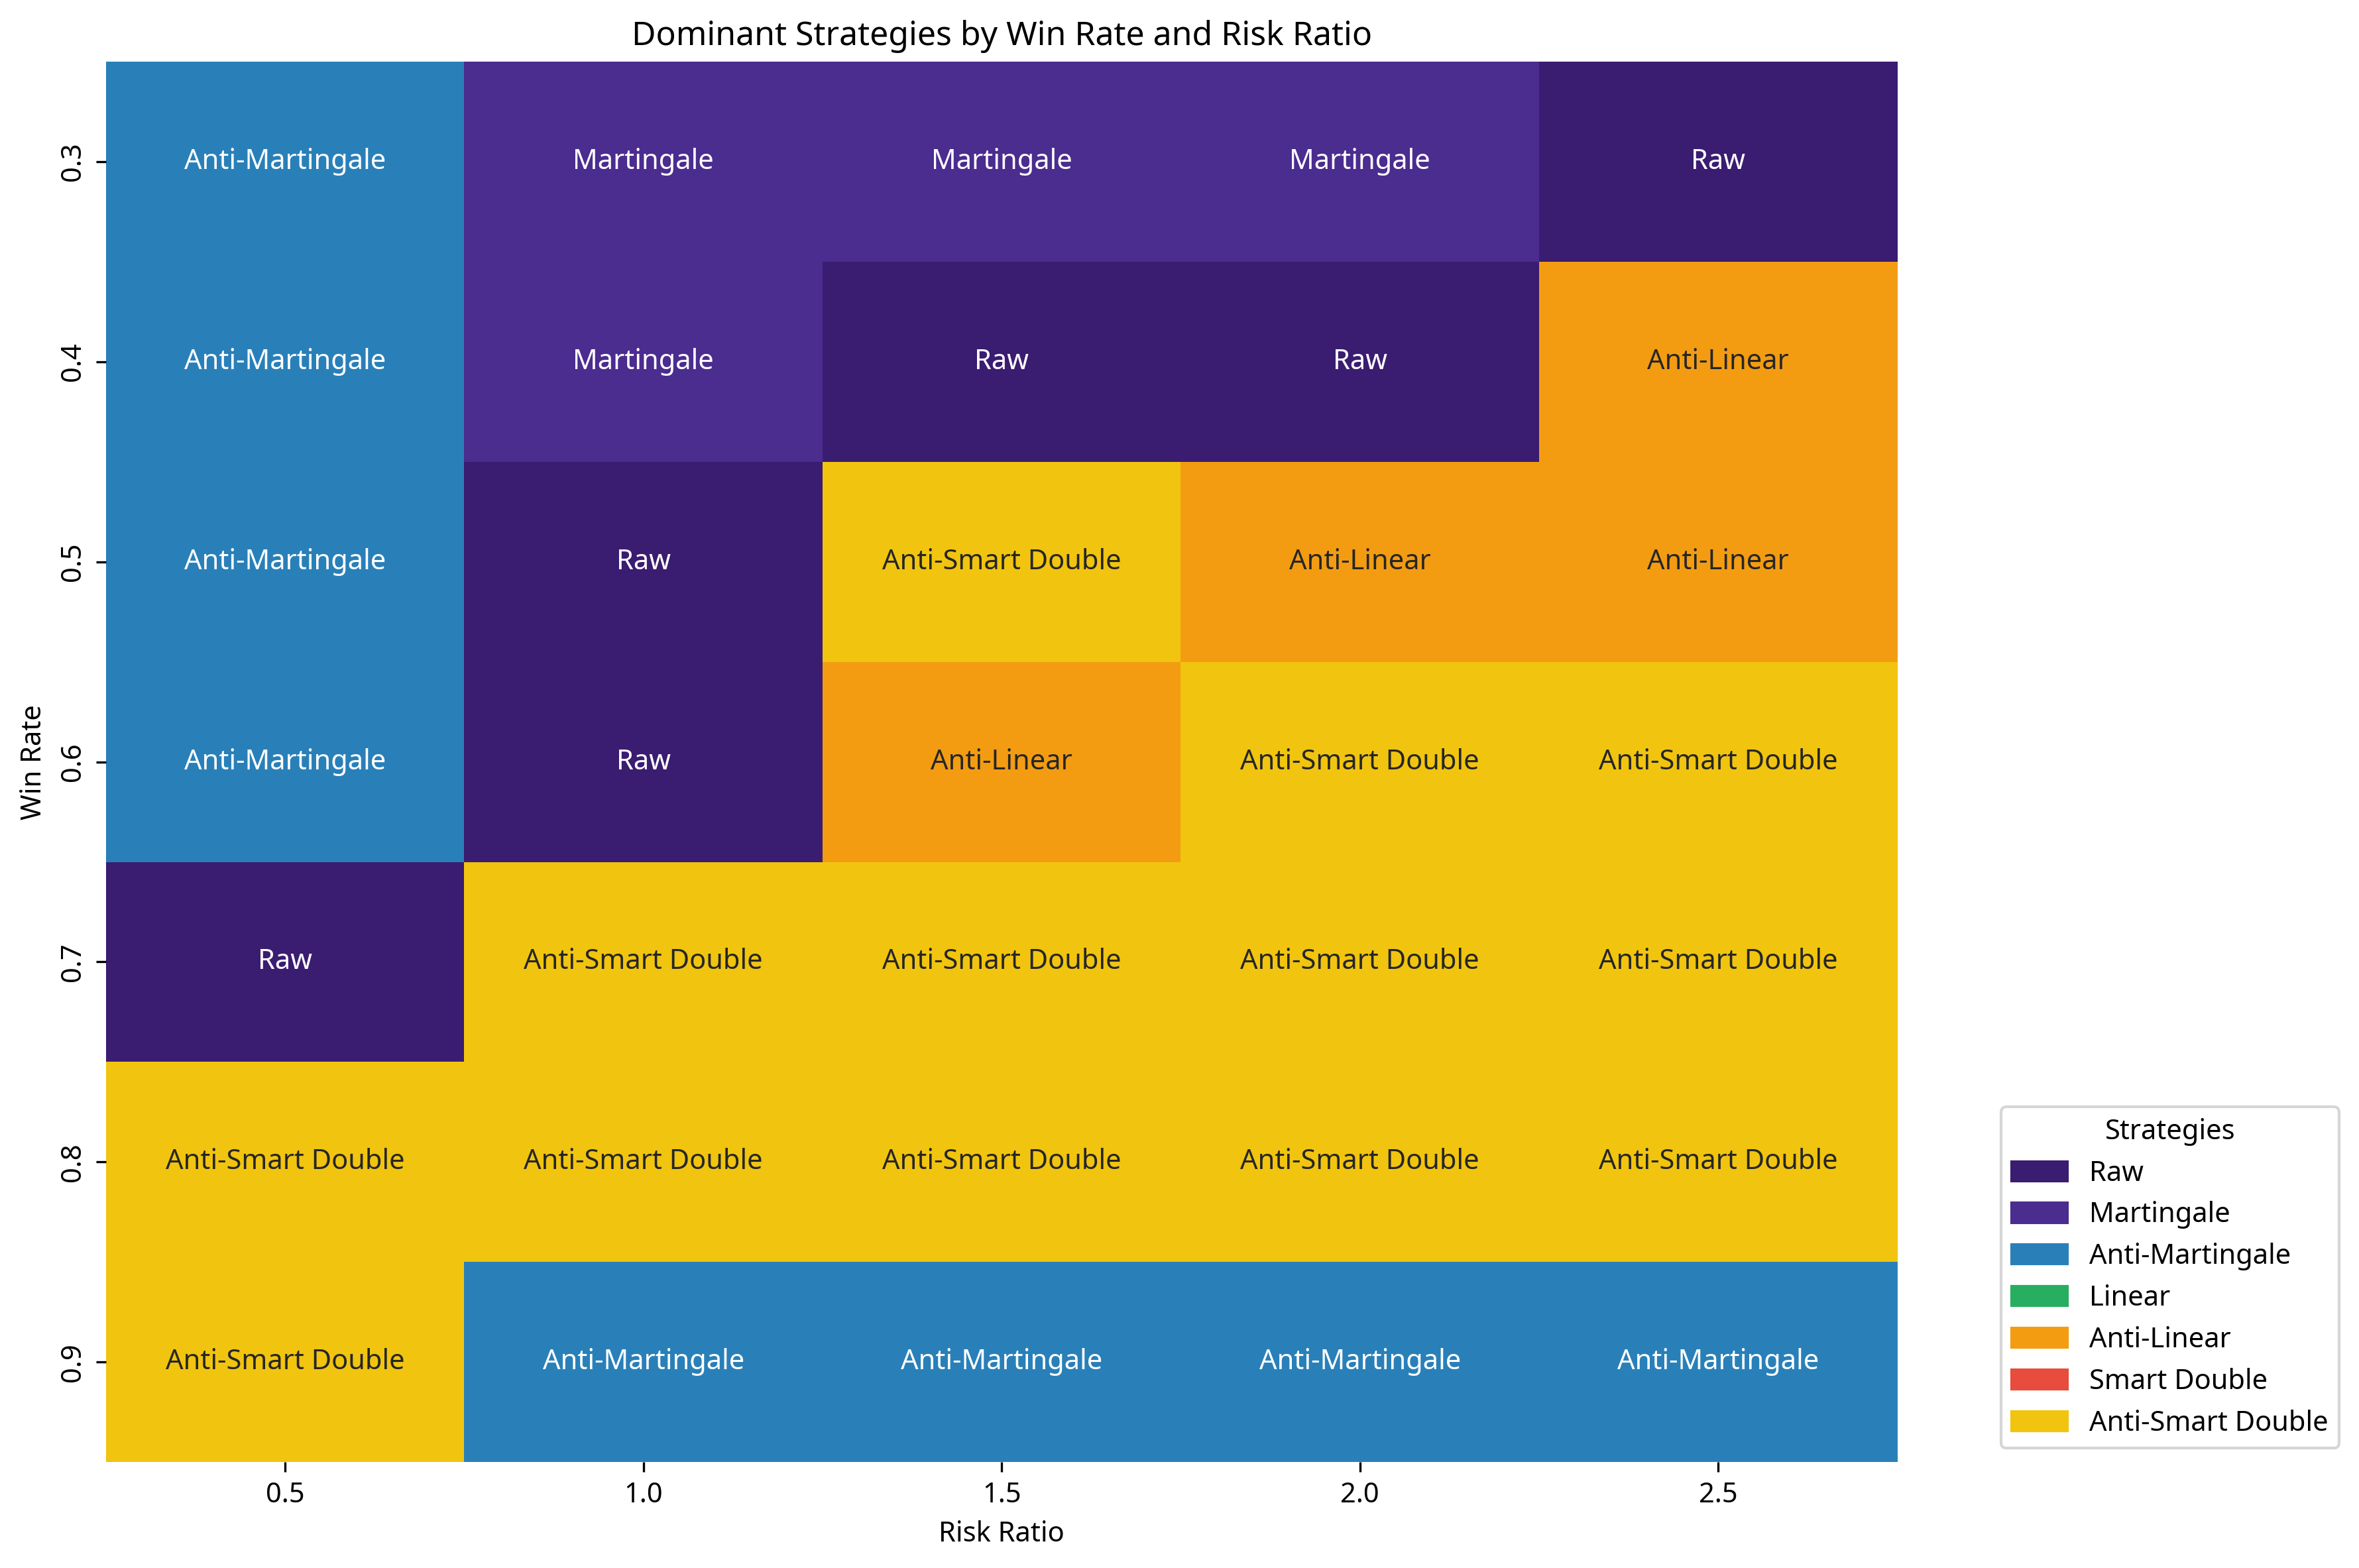 Dominant Strategies by Win Rate and Risk Ratio
Win Rate
0.3 Anti-Martingale Martingale Martingale Martingale Raw
0.4 Anti-Martingale Martingale Raw Raw Anti-Linear
0.5 Anti-Martingale Raw Anti-Smart Double Anti-Linear Anti-Linear
0.6 Anti-Martingale Raw Anti-Linear Anti-Smart Double Anti-Smart Double
0.7 Raw Anti-Smart Double Anti-Smart Double Anti-Smart Double Anti-Smart Double
0.8 Anti-Smart Double Anti-Smart Double Anti-Smart Double Anti-Smart Double Anti-Smart Double
0.9 Anti-Smart Double Anti-Martingale Anti-Martingale Anti-Martingale Anti-Martingale
0.5 1.0 1.5 2.0 2.5
Risk Ratio
Strategies
Raw
Martingale
Anti-Martingale
Linear
Anti-Linear
Smart Double
Anti-Smart Double